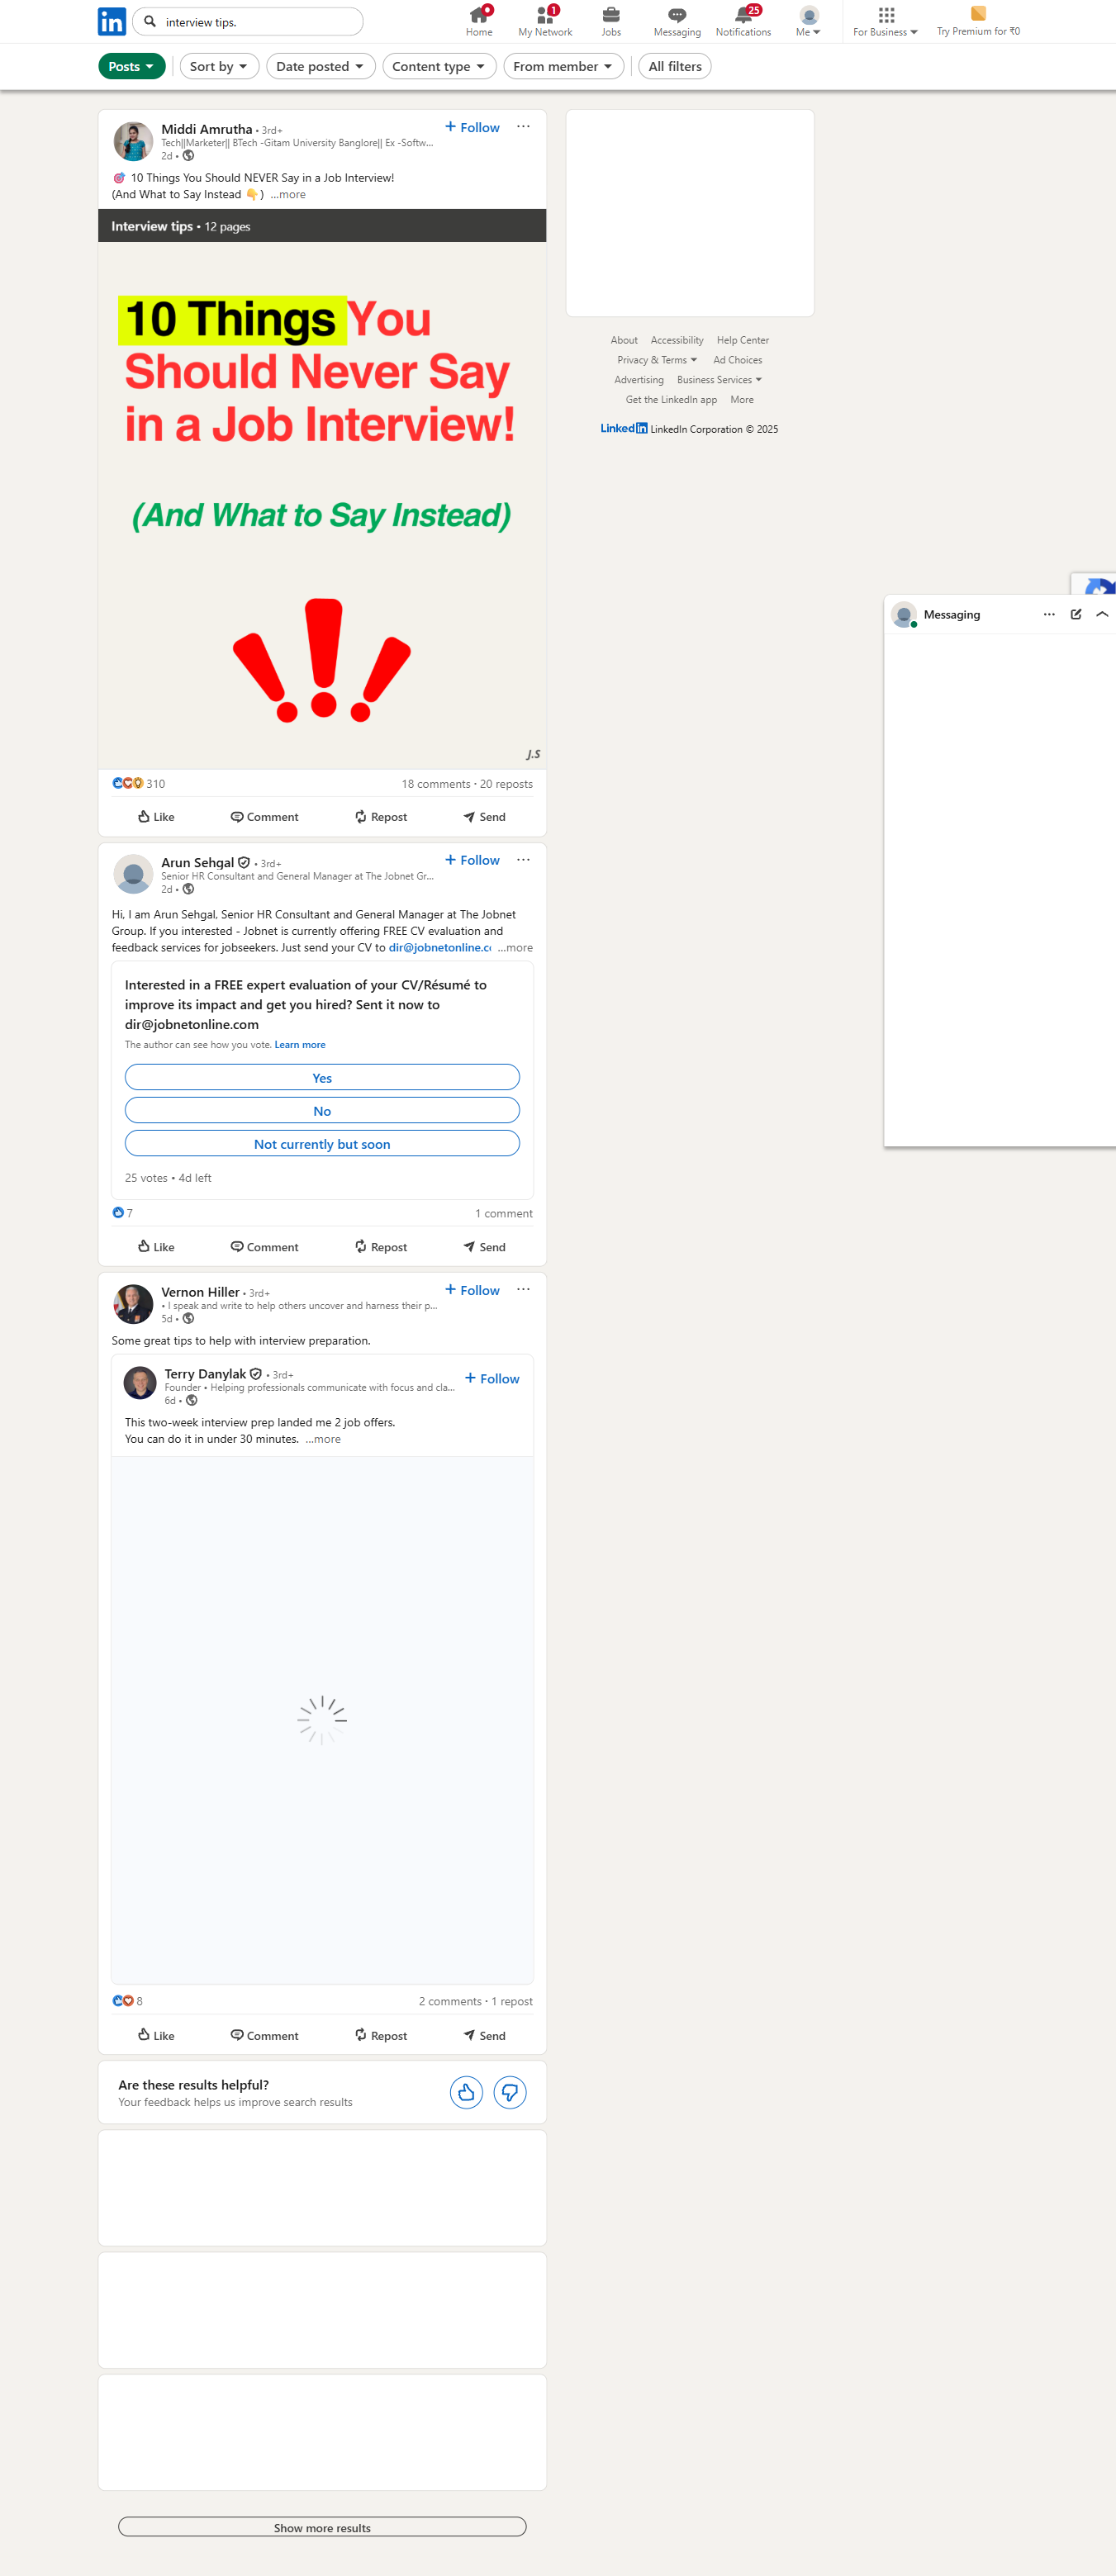 in
interview tips.
Home
My Network
1
Jobs
Messaging
Notifications
25
Me
For Business
Try Premium for ₹0
Posts
Sort by
Date posted
Content type
From member
All filters
Middi Amrutha • 3rd+
Tech||Marketer|| BTech -Gitam University Banglore|| Ex -Softw...
2d •
+ Follow
🎯 10 Things You Should NEVER Say in a Job Interview!
(And What to Say Instead 👇) ...more
Interview tips • 12 pages
10 Things You
Should Never Say
in a Job Interview!
(And What to Say Instead)
J.S
310
18 comments • 20 reposts
Like
Comment
Repost
Send
Arun Sehgal • 3rd+
Senior HR Consultant and General Manager at The Jobnet Gr...
2d •
+ Follow
Hi, I am Arun Sehgal, Senior HR Consultant and General Manager at The Jobnet
Group. If you interested - Jobnet is currently offering FREE CV evaluation and
feedback services for jobseekers. Just send your CV to dir@jobnetonline.c ...more
Interested in a FREE expert evaluation of your CV/Résumé to
improve its impact and get you hired? Sent it now to
dir@jobnetonline.com
The author can see how you vote. Learn more
Yes
No
Not currently but soon
25 votes • 4d left
7
1 comment
Like
Comment
Repost
Send
Vernon Hiller • 3rd+
• I speak and write to help others uncover and harness their p...
5d •
+ Follow
Some great tips to help with interview preparation.
Terry Danylak • 3rd+
Founder • Helping professionals communicate with focus and cla...
6d •
+ Follow
This two-week interview prep landed me 2 job offers.
You can do it in under 30 minutes. ...more
8
2 comments • 1 repost
Like
Comment
Repost
Send
Are these results helpful?
Your feedback helps us improve search results
Show more results
About Accessibility Help Center
Privacy & Terms Ad Choices
Advertising Business Services
Get the LinkedIn app More
LinkedIn LinkedIn Corporation © 2025
Messaging